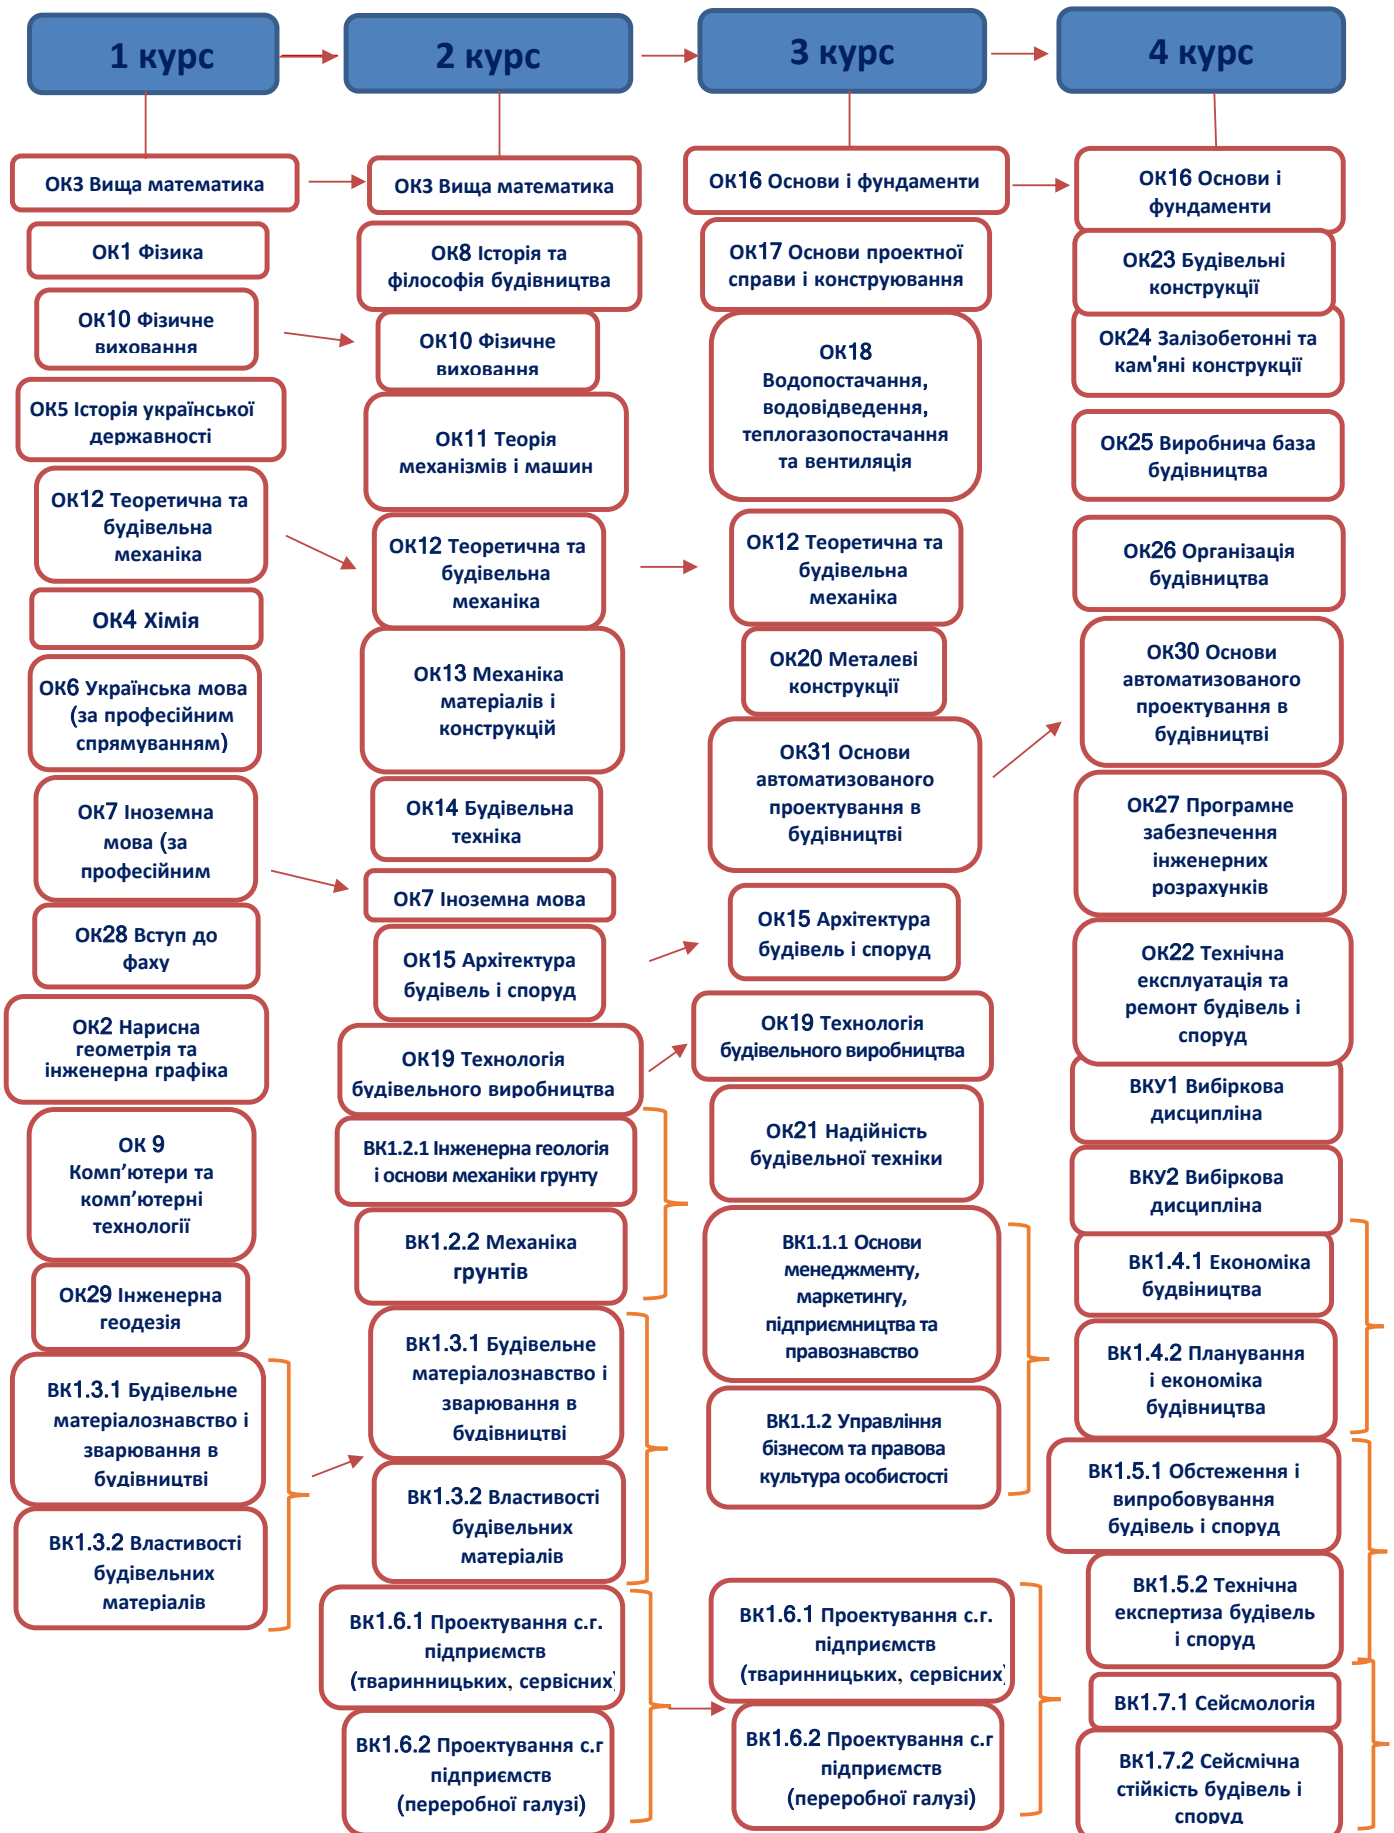 1 курс
2 курс
3 курс
4 курс
ОК3 Вища математика
ОК1 Фізика
ОК10 Фізичне
виховання
ОК5 Історія української
державності
ОК12 Теоретична та
будівельна
механіка
ОК4 Хімія
ОК6 Українська мова
(за професійним
спрямуванням)
ОК7 Іноземна
мова (за
професійним
ОК28 Вступ до
фаху
ОК2 Нарисна
геометрія та
інженерна графіка
ОК 9
Комп’ютери та
комп’ютерні
технології
ОК29 Інженерна
геодезія
ВК1.3.1 Будівельне
матеріалознавство і
зварювання в
будівництві
ВК1.3.2 Властивості
будівельних
матеріалів
ОК3 Вища математика
ОК8 Історія та
філософія будівництва
ОК10 Фізичне
виховання
ОК11 Теорія
механізмів і машин
ОК12 Теоретична та
будівельна
механіка
ОК13 Механіка
матеріалів і
конструкцій
ОК14 Будівельна
техніка
ОК7 Іноземна мова
ОК15 Архітектура
будівель і споруд
ОК19 Технологія
будівельного виробництва
ВК1.2.1 Інженерна геологія
і основи механіки грунту
ВК1.2.2 Механіка
грунтів
ВК1.3.1 Будівельне
матеріалознавство і
зварювання в
будівництві
ВК1.3.2 Властивості
будівельних
матеріалів
ВК1.6.1 Проектування с.г.
підприємств
(тваринницьких, сервісних)
ВК1.6.2 Проектування с.г
підприємств
(переробної галузі)
ОК16 Основи і фундаменти
ОК17 Основи проектної
справи і конструювання
ОК18
Водопостачання,
водовідведення,
теплогазопостачання
та вентиляція
ОК12 Теоретична та
будівельна
механіка
ОК20 Металеві
конструкції
ОК31 Основи
автоматизованого
проектування в
будівництві
ОК15 Архітектура
будівель і споруд
ОК19 Технологія
будівельного виробництва
ОК21 Надійність
будівельної техніки
ВК1.1.1 Основи
менеджменту,
маркетингу,
підприємництва та
правознавство
ВК1.1.2 Управління
бізнесом та правова
культура особистості
ВК1.6.1 Проектування с.г.
підприємств
(тваринницьких, сервісних)
ВК1.6.2 Проектування с.г
підприємств
(переробної галузі)
ОК16 Основи і
фундаменти
ОК23 Будівельні
конструкції
ОК24 Залізобетонні та
кам'яні конструкції
ОК25 Виробнича база
будівництва
ОК26 Організація
будівництва
ОК30 Основи
автоматизованого
проектування в
будівництві
ОК27 Програмне
забезпечення
інженерних
розрахунків
ОК22 Технічна
експлуатація та
ремонт будівель і
споруд
ВКУ1 Вибіркова
дисципліна
ВКУ2 Вибіркова
дисципліна
ВК1.4.1 Економіка
будвіництва
ВК1.4.2 Планування
і економіка
будівництва
ВК1.5.1 Обстеження і
випробовування
будівель і споруд
ВК1.5.2 Технічна
експертиза будівель
і споруд
ВК1.7.1 Сейсмологія
ВК1.7.2 Сейсмічна
стійкість будівель і
споруд